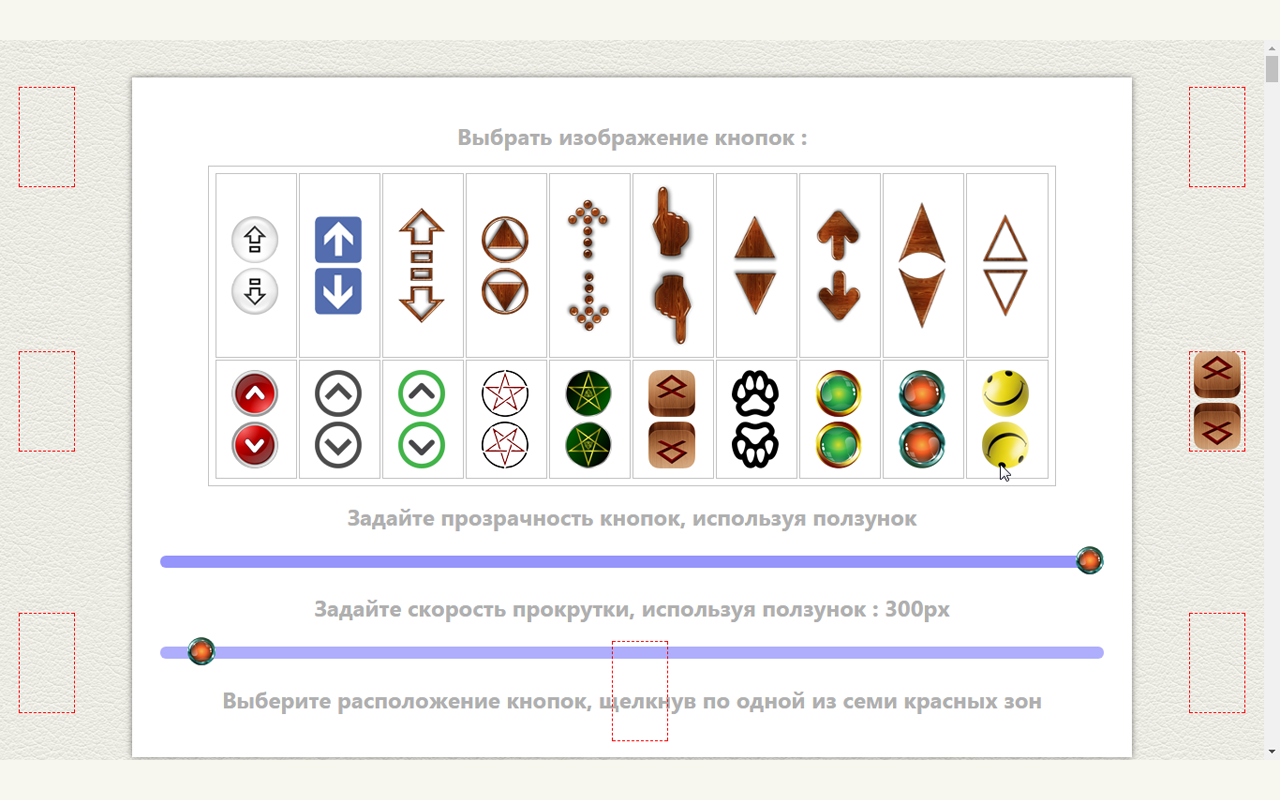 Выбрать изображение кнопок :
Задайте прозрачность кнопок, используя ползунок
Задайте скорость прокрутки, используя ползунок : 300px
Выберите расположение кнопок, щелкнув по одной из семи красных зон